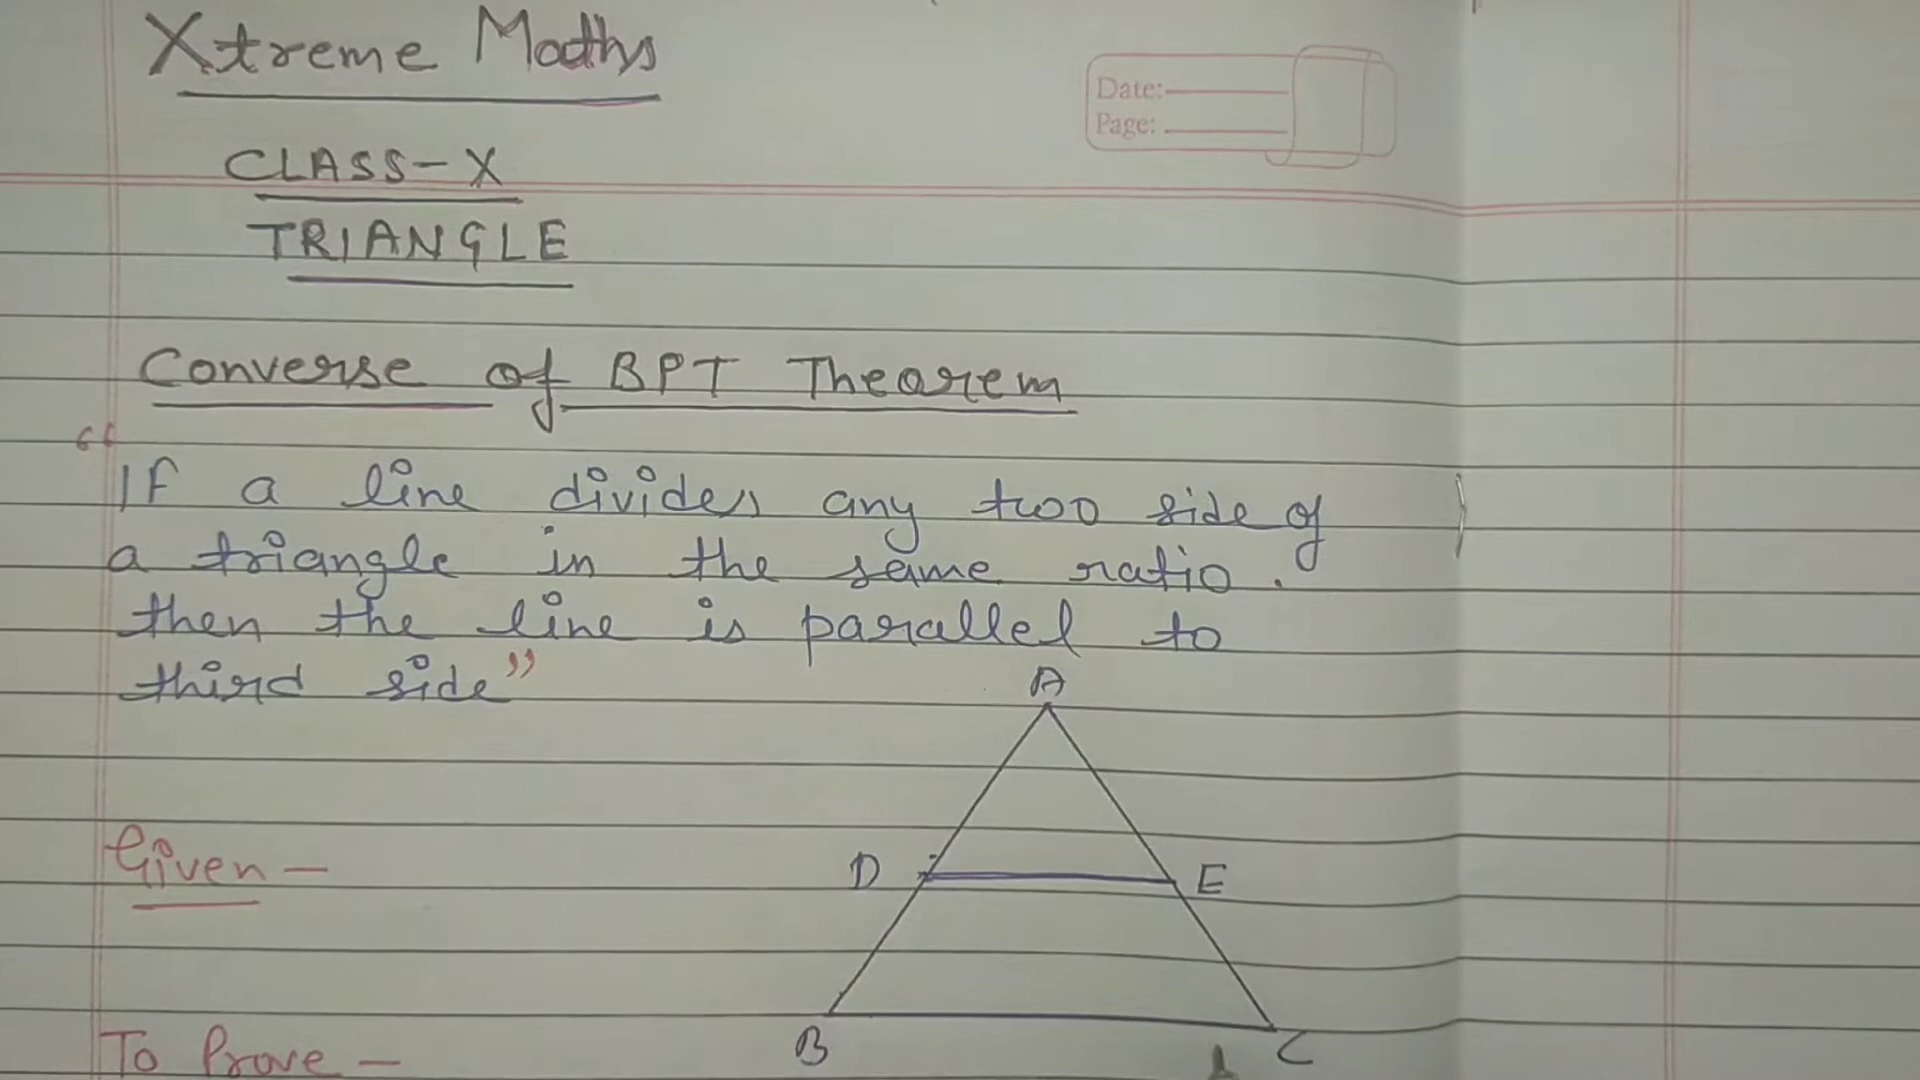 Xtreme Maths
Date:
Page:
CLASS-X
TRIANGLE
Converse of BPT Theorem
"If a line divides any two side of
a triangle in the same ratio.
then the line is parallel to
third side"
A
Given -
D
E
B
C
To Prove -